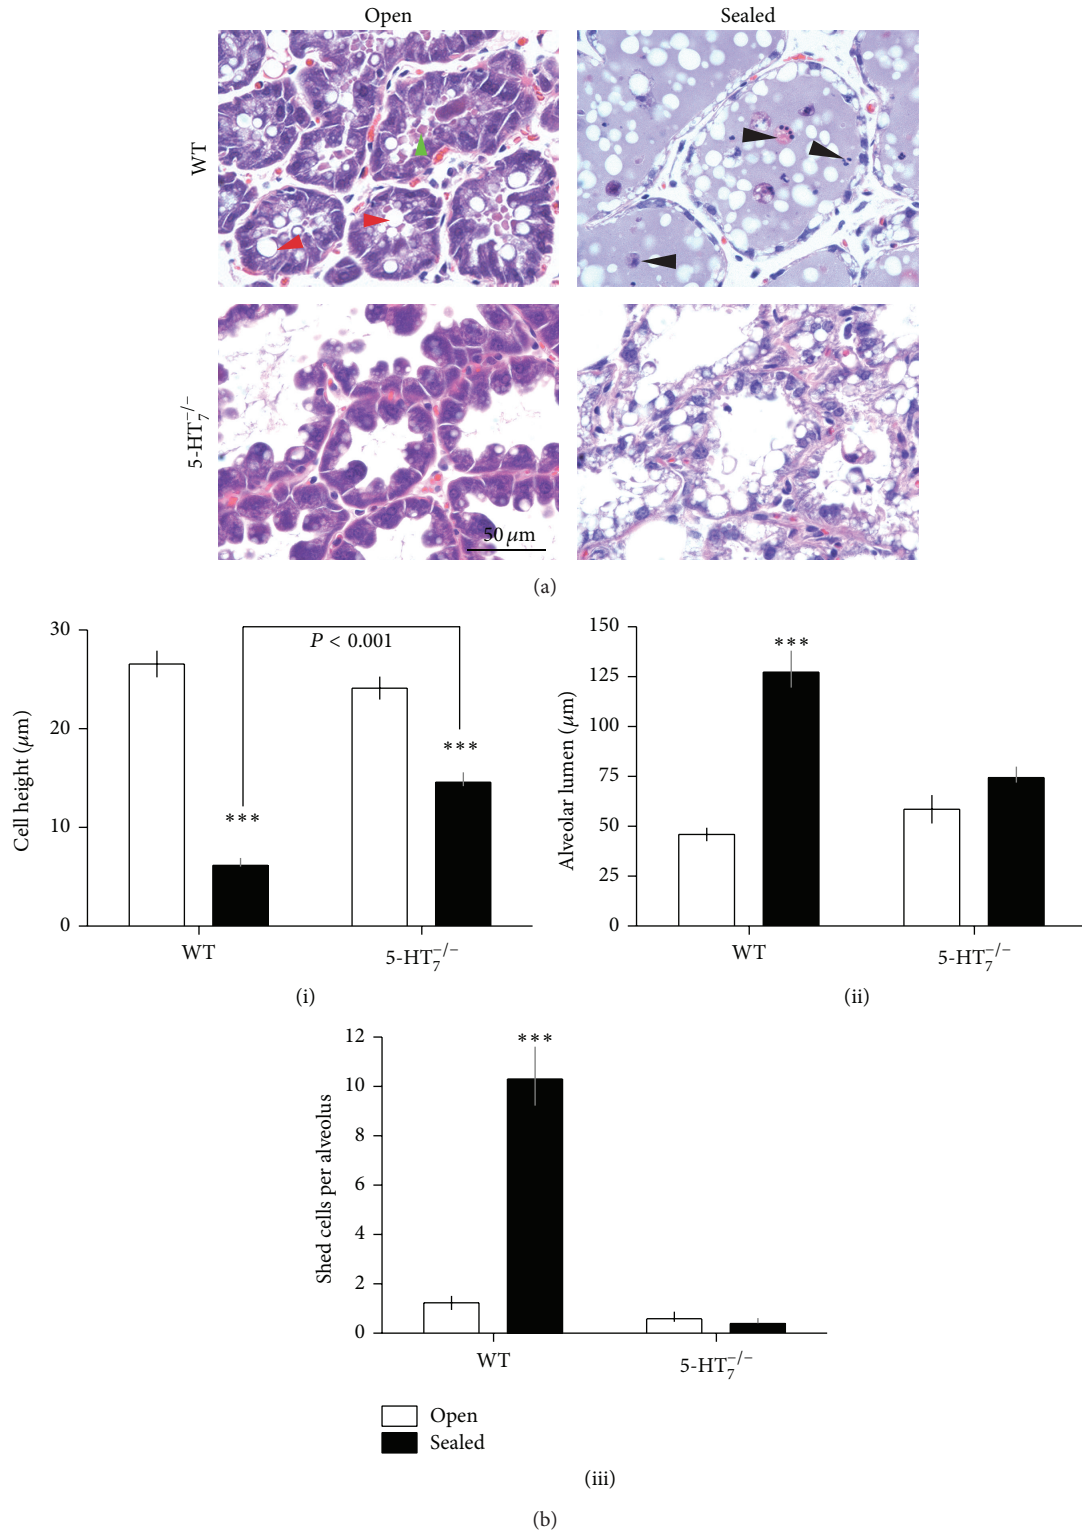 Open
Sealed
WT
5-HT₇⁻/⁻
50 μm
(a)
30
20
10
0
Cell height (μm)
P < 0.001
***
***
WT
5-HT₇⁻/⁻
(i)
150
125
100
75
50
25
0
Alveolar lumen (μm)
***
WT
5-HT₇⁻/⁻
(ii)
12
10
8
6
4
2
0
Shed cells per alveolus
***
WT
5-HT₇⁻/⁻
Open
Sealed
(iii)
(b)